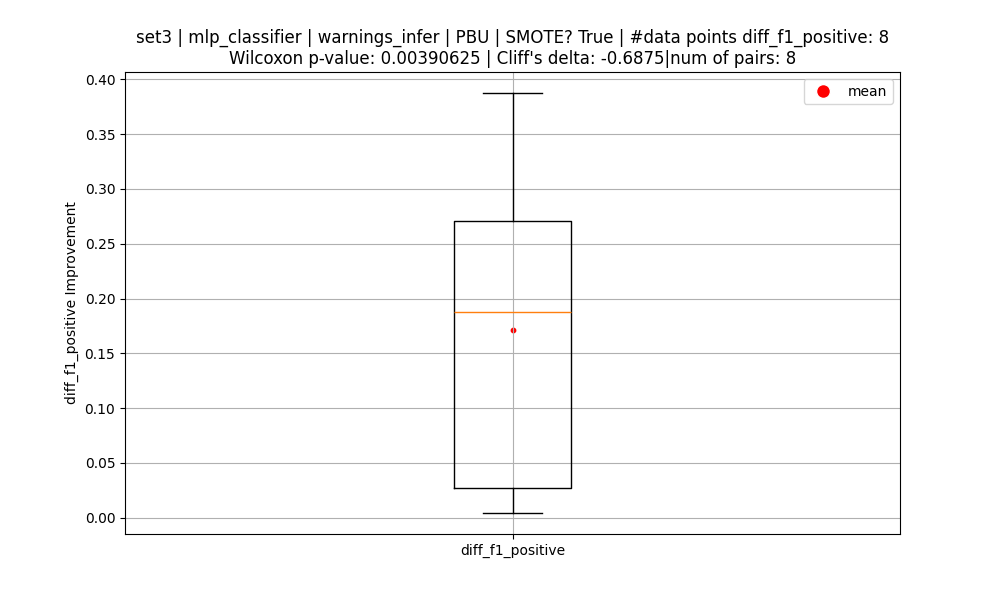 set3 | mlp_classifier | warnings_infer | PBU | SMOTE? True | #data points diff_f1_positive: 8
Wilcoxon p-value: 0.00390625 | Cliff's delta: -0.6875|num of pairs: 8
mean
diff_f1_positive Improvement
0.40
0.35
0.30
0.25
0.20
0.15
0.10
0.05
0.00
diff_f1_positive